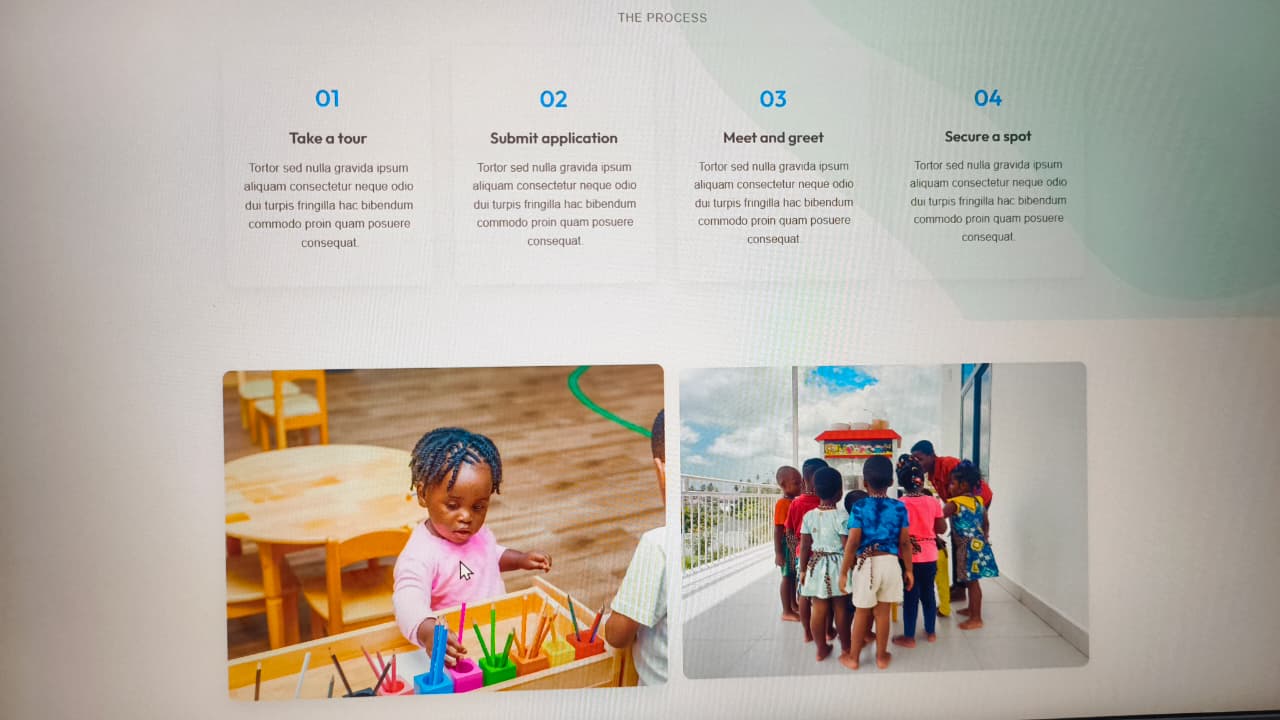 THE PROCESS
01
Take a tour
Tortor sed nulla gravida ipsum
aliquam consectetur neque odio
dui turpis fringilla hac bibendum
commodo proin quam posuere
consequat.
02
Submit application
Tortor sed nulla gravida ipsum
aliquam consectetur neque odio
dui turpis fringilla hac bibendum
commodo proin quam posuere
consequat.
03
Meet and greet
Tortor sed nulla gravida ipsum
aliquam consectetur neque odio
dui turpis fringilla hac bibendum
commodo proin quam posuere
consequat.
04
Secure a spot
Tortor sed nulla gravida ipsum
aliquam consectetur neque odio
dui turpis fringilla hac bibendum
commodo proin quam posuere
consequat.